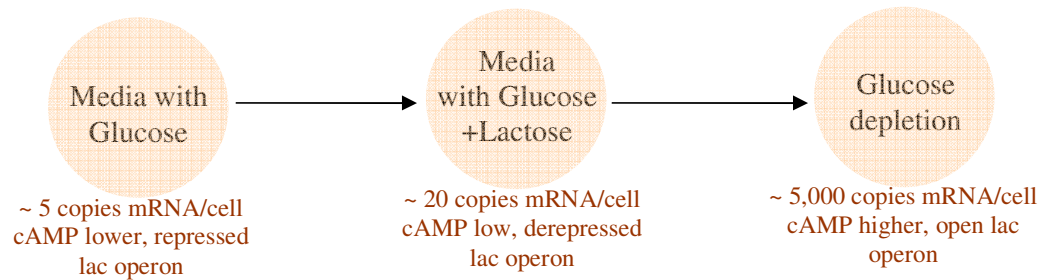 Media with
Glucose
~ 5 copies mRNA/cell
cAMP lower, repressed
lac operon
Media
with Glucose
+Lactose
~ 20 copies mRNA/cell
cAMP low, derepressed
lac operon
Glucose
depletion
~ 5,000 copies mRNA/cell
cAMP higher, open lac
operon